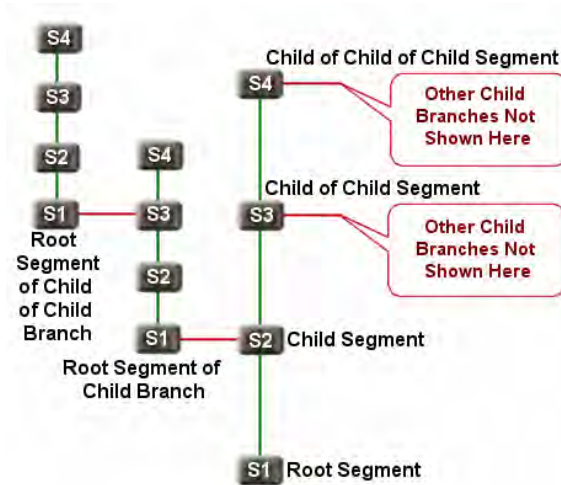 S4
Child of Child of Child Segment
S4
Other Child
Branches Not
Shown Here
S3
S2
S4
Child of Child Segment
S1
S3
S3
Other Child
Branches Not
Shown Here
Root
Segment
of Child
of Child
Branch
S2
S1
S2
Child Segment
Root Segment of
Child Branch
S1
Root Segment